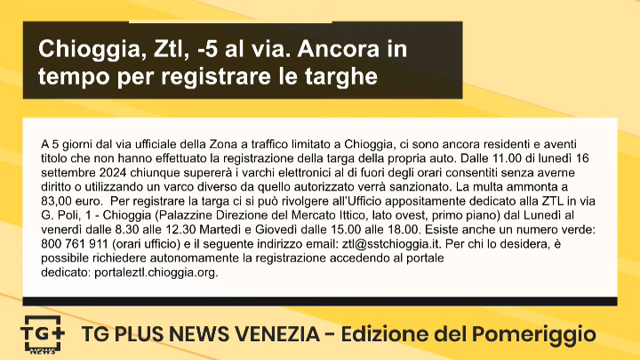 Chioggia, Ztl, -5 al via. Ancora in
tempo per registrare le targhe
A 5 giorni dal via ufficiale della Zona a traffico limitato a Chioggia, ci sono ancora residenti e aventi
titolo che non hanno effettuato la registrazione della targa della propria auto. Dalle 11.00 di lunedì 16
settembre 2024 chiunque supererà i varchi elettronici al di fuori degli orari consentiti senza averne
diritto o utilizzando un varco diverso da quello autorizzato verrà sanzionato. La multa ammonta a
83,00 euro.  Per registrare la targa ci si può rivolgere all'Ufficio appositamente dedicato alla ZTL in via
G. Poli, 1 - Chioggia (Palazzine Direzione del Mercato Ittico, lato ovest, primo piano) dal Lunedì al
venerdì dalle 8.30 alle 12.30 Martedì e Giovedì dalle 15.00 alle 18.00. Esiste anche un numero verde:
800 761 911 (orari ufficio) e il seguente indirizzo email: ztl@sstchioggia.it. Per chi lo desidera, è
possibile richiedere autonomamente la registrazione accedendo al portale
dedicato: portaleztl.chioggia.org.
TG+
NEWS
TG PLUS NEWS VENEZIA - Edizione del Pomeriggio